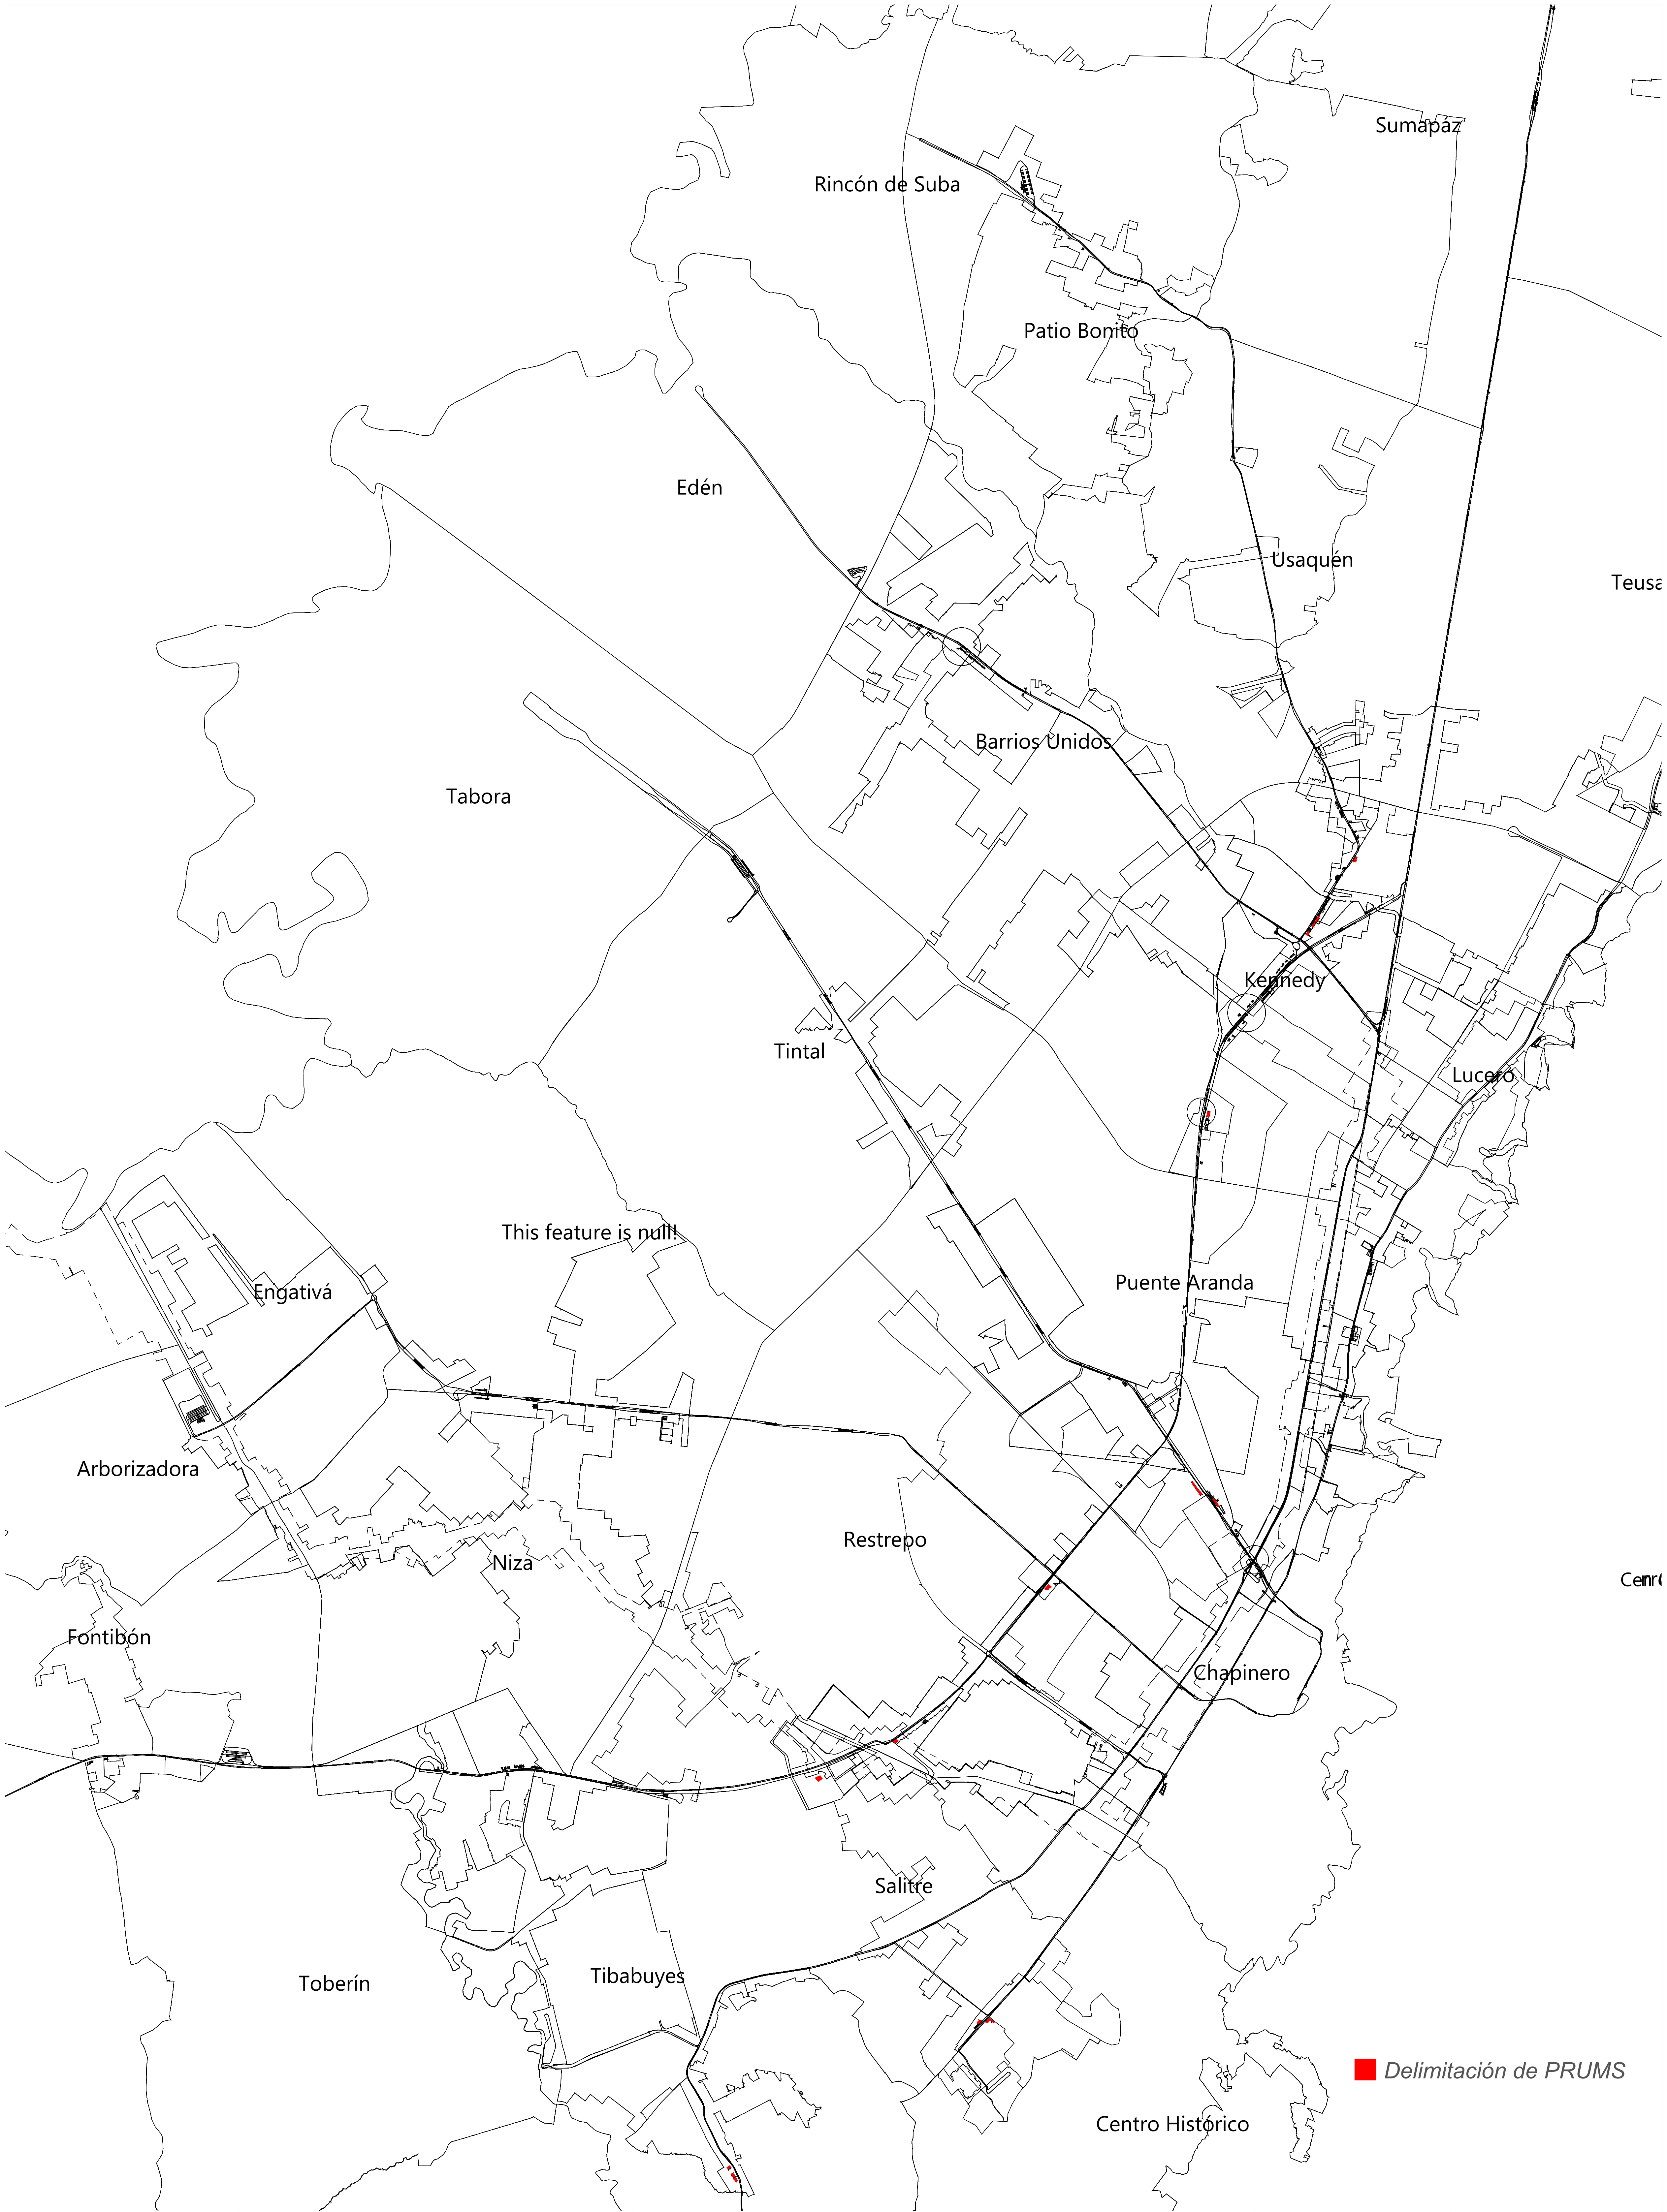 Sumapáz
Rincón de Suba
Patio Bonito
Edén
Usaquén
Teusa
Barrios Unidos
Tabora
Kennedy
Tintal
Lucero
This feature is null!
Puente Aranda
Engativá
Arborizadora
Restrepo
Niza
Fontibón
Chapinero
Salitre
Tibabuyes
Toberín
Delimitación de PRUMS
Centro Histórico